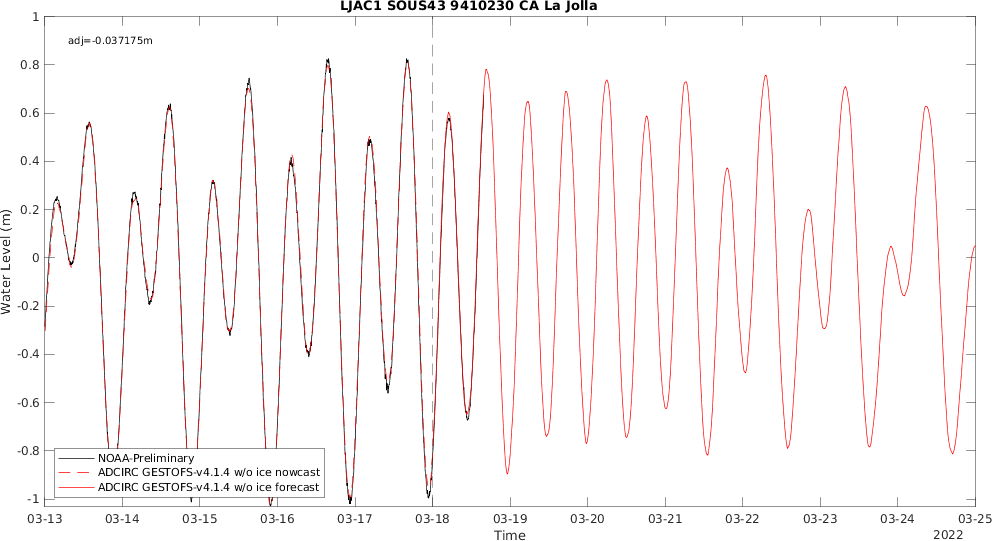 LJAC1 SOUS43 9410230 CA La Jolla
adj=-0.037175m
Water Level (m)
1
0.8
0.6
0.4
0.2
0
-0.2
-0.4
-0.6
-0.8
-1
NOAA-Preliminary
ADCIRC GESTOFS-v4.1.4 w/o ice nowcast
ADCIRC GESTOFS-v4.1.4 w/o ice forecast
03-13 03-14 03-15 03-16 03-17 03-18 03-19 03-20 03-21 03-22 03-23 03-24 03-25
Time
2022